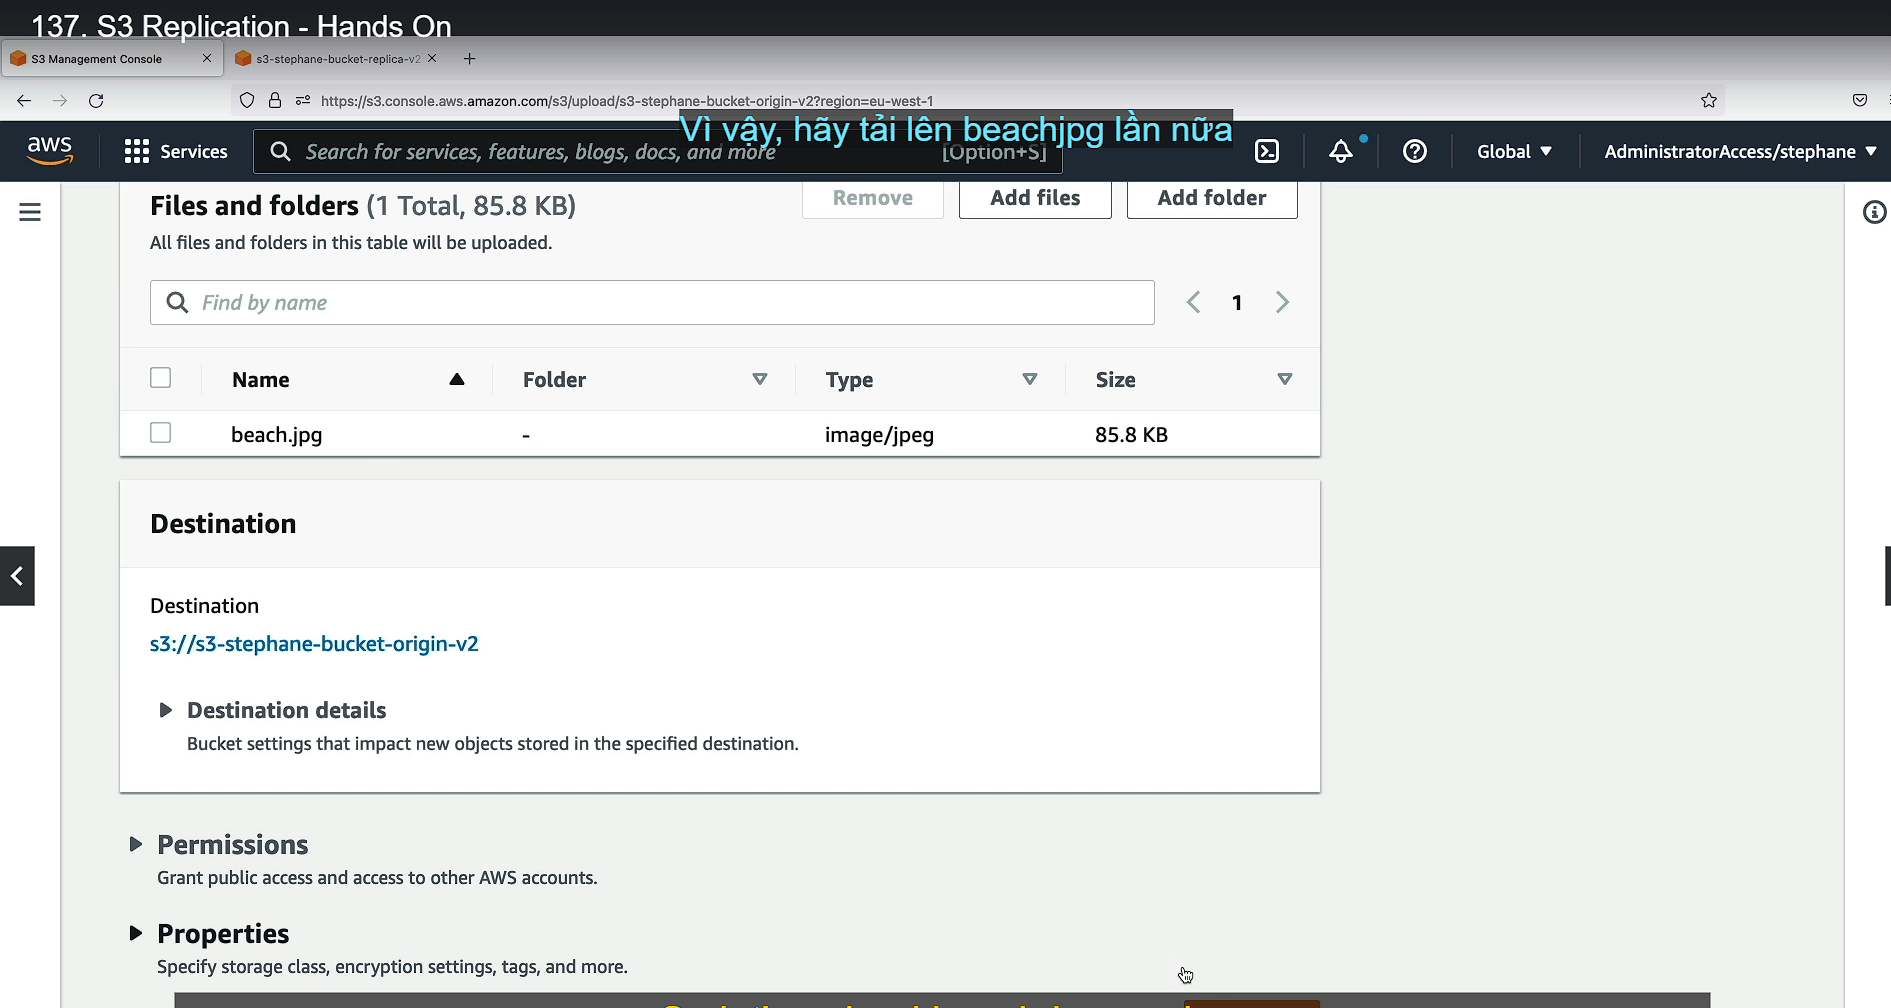 137. S3 Replication - Hands On
S3 Management Console
s3-stephane-bucket-replica-v2
https://s3.console.aws.amazon.com/s3/upload/s3-stephane-bucket-origin-v2?region=eu-west-1
Vì vậy, hãy tải lên beachjpg lần nữa
aws
Services
Search for services, features, blogs, docs, and more
[Option+S]
Global
AdministratorAccess/stephane
Files and folders (1 Total, 85.8 KB)
Remove
Add files
Add folder
All files and folders in this table will be uploaded.
Find by name
1
Name
Folder
Type
Size
beach.jpg
-
image/jpeg
85.8 KB
Destination
Destination
s3://s3-stephane-bucket-origin-v2
Destination details
Bucket settings that impact new objects stored in the specified destination.
Permissions
Grant public access and access to other AWS accounts.
Properties
Specify storage class, encryption settings, tags, and more.